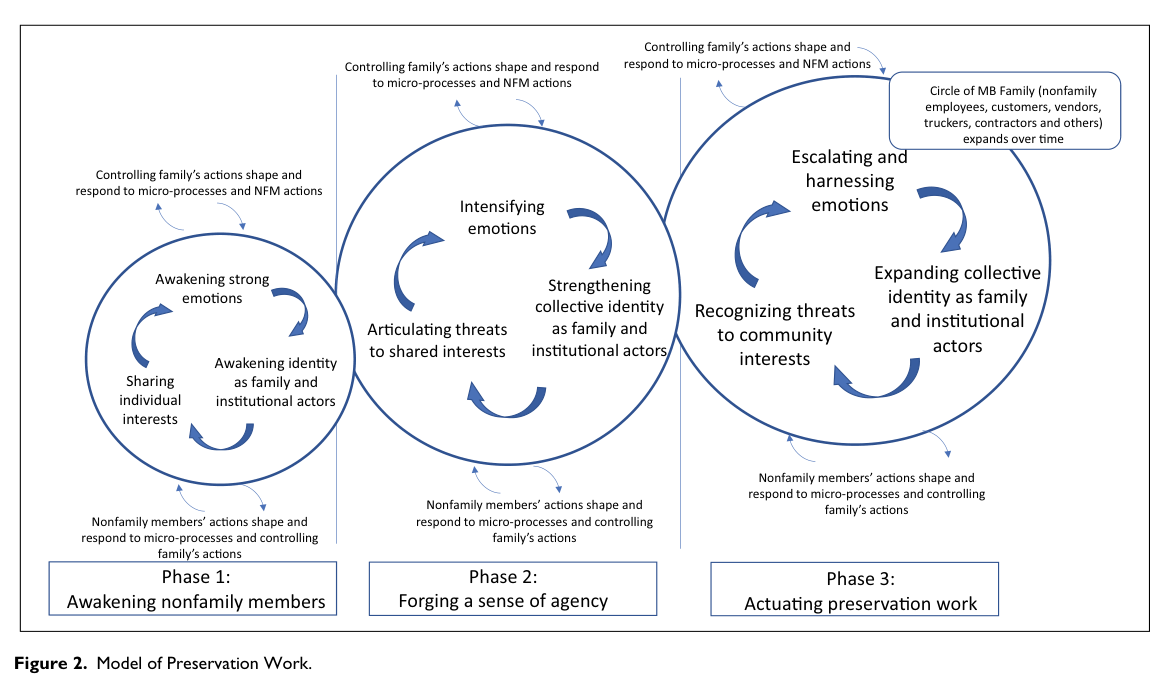 Controlling family’s actions shape and
respond to micro-processes and NFM actions
Awakening strong
emotions
Awakening identity
as family and
institutional actors
Sharing
individual
interests
Nonfamily members’ actions shape and
respond to micro-processes and controlling
family’s actions
Phase 1:
Awakening nonfamily members
Controlling family’s actions shape and respond
to micro-processes and NFM actions
Intensifying
emotions
Strengthening
collective identity
as family and
institutional actors
Articulating threats
to shared interests
Nonfamily members’ actions shape and
respond to micro-processes and controlling
family’s actions
Phase 2:
Forging a sense of agency
Controlling family’s actions shape and
respond to micro-processes and NFM actions
Circle of MB Family (nonfamily
employees, customers, vendors,
truckers, contractors and others)
expands over time
Escalating and
harnessing
emotions
Expanding collective
identity as family
and institutional
actors
Recognizing threats
to community
interests
Nonfamily members’ actions shape and
respond to micro-processes and controlling
family’s actions
Phase 3:
Actuating preservation work
Figure 2. Model of Preservation Work.